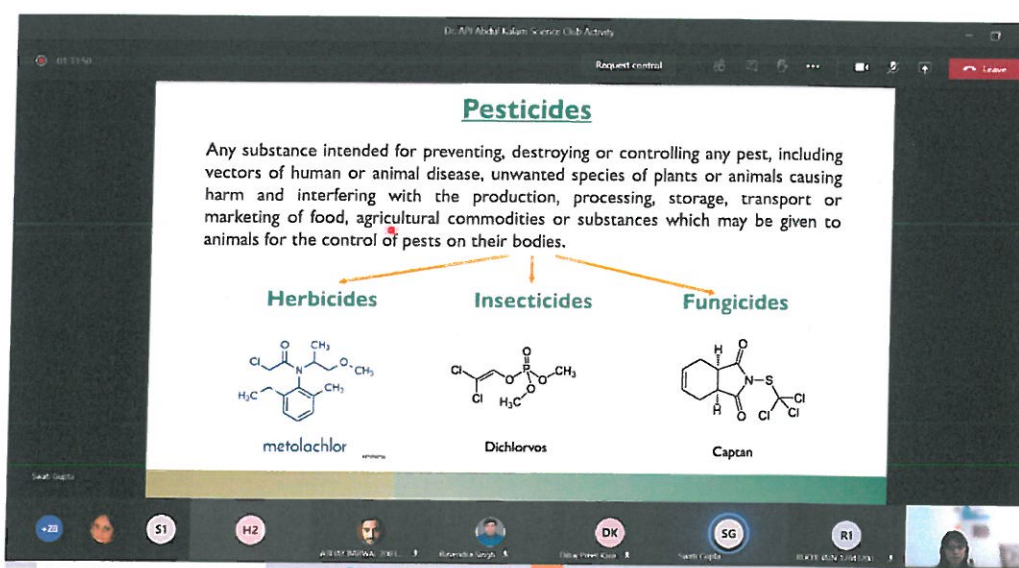 Dr. APJ Abdul Kalam Science Club Activity
01:11:50
Request control
Leave
Pesticides
Any substance intended for preventing, destroying or controlling any pest, including
vectors of human or animal disease, unwanted species of plants or animals causing
harm and interfering with the production, processing, storage, transport or
marketing of food, agricultural commodities or substances which may be given to
animals for the control of pests on their bodies.
Herbicides
Insecticides
Fungicides
Cl
O
CH₃
N
O
CH₃
H₃C
CH₃
metolachlor
Cl
Cl
O
O
P
O
CH₃
O
H₃C
Dichlorvos
H
O
N
S
H
O
Cl
Cl
Cl
Captan
Swati Gupta
+28
S1
H2
Ravendra Singh
DK
SG
Swati Gupta
R1